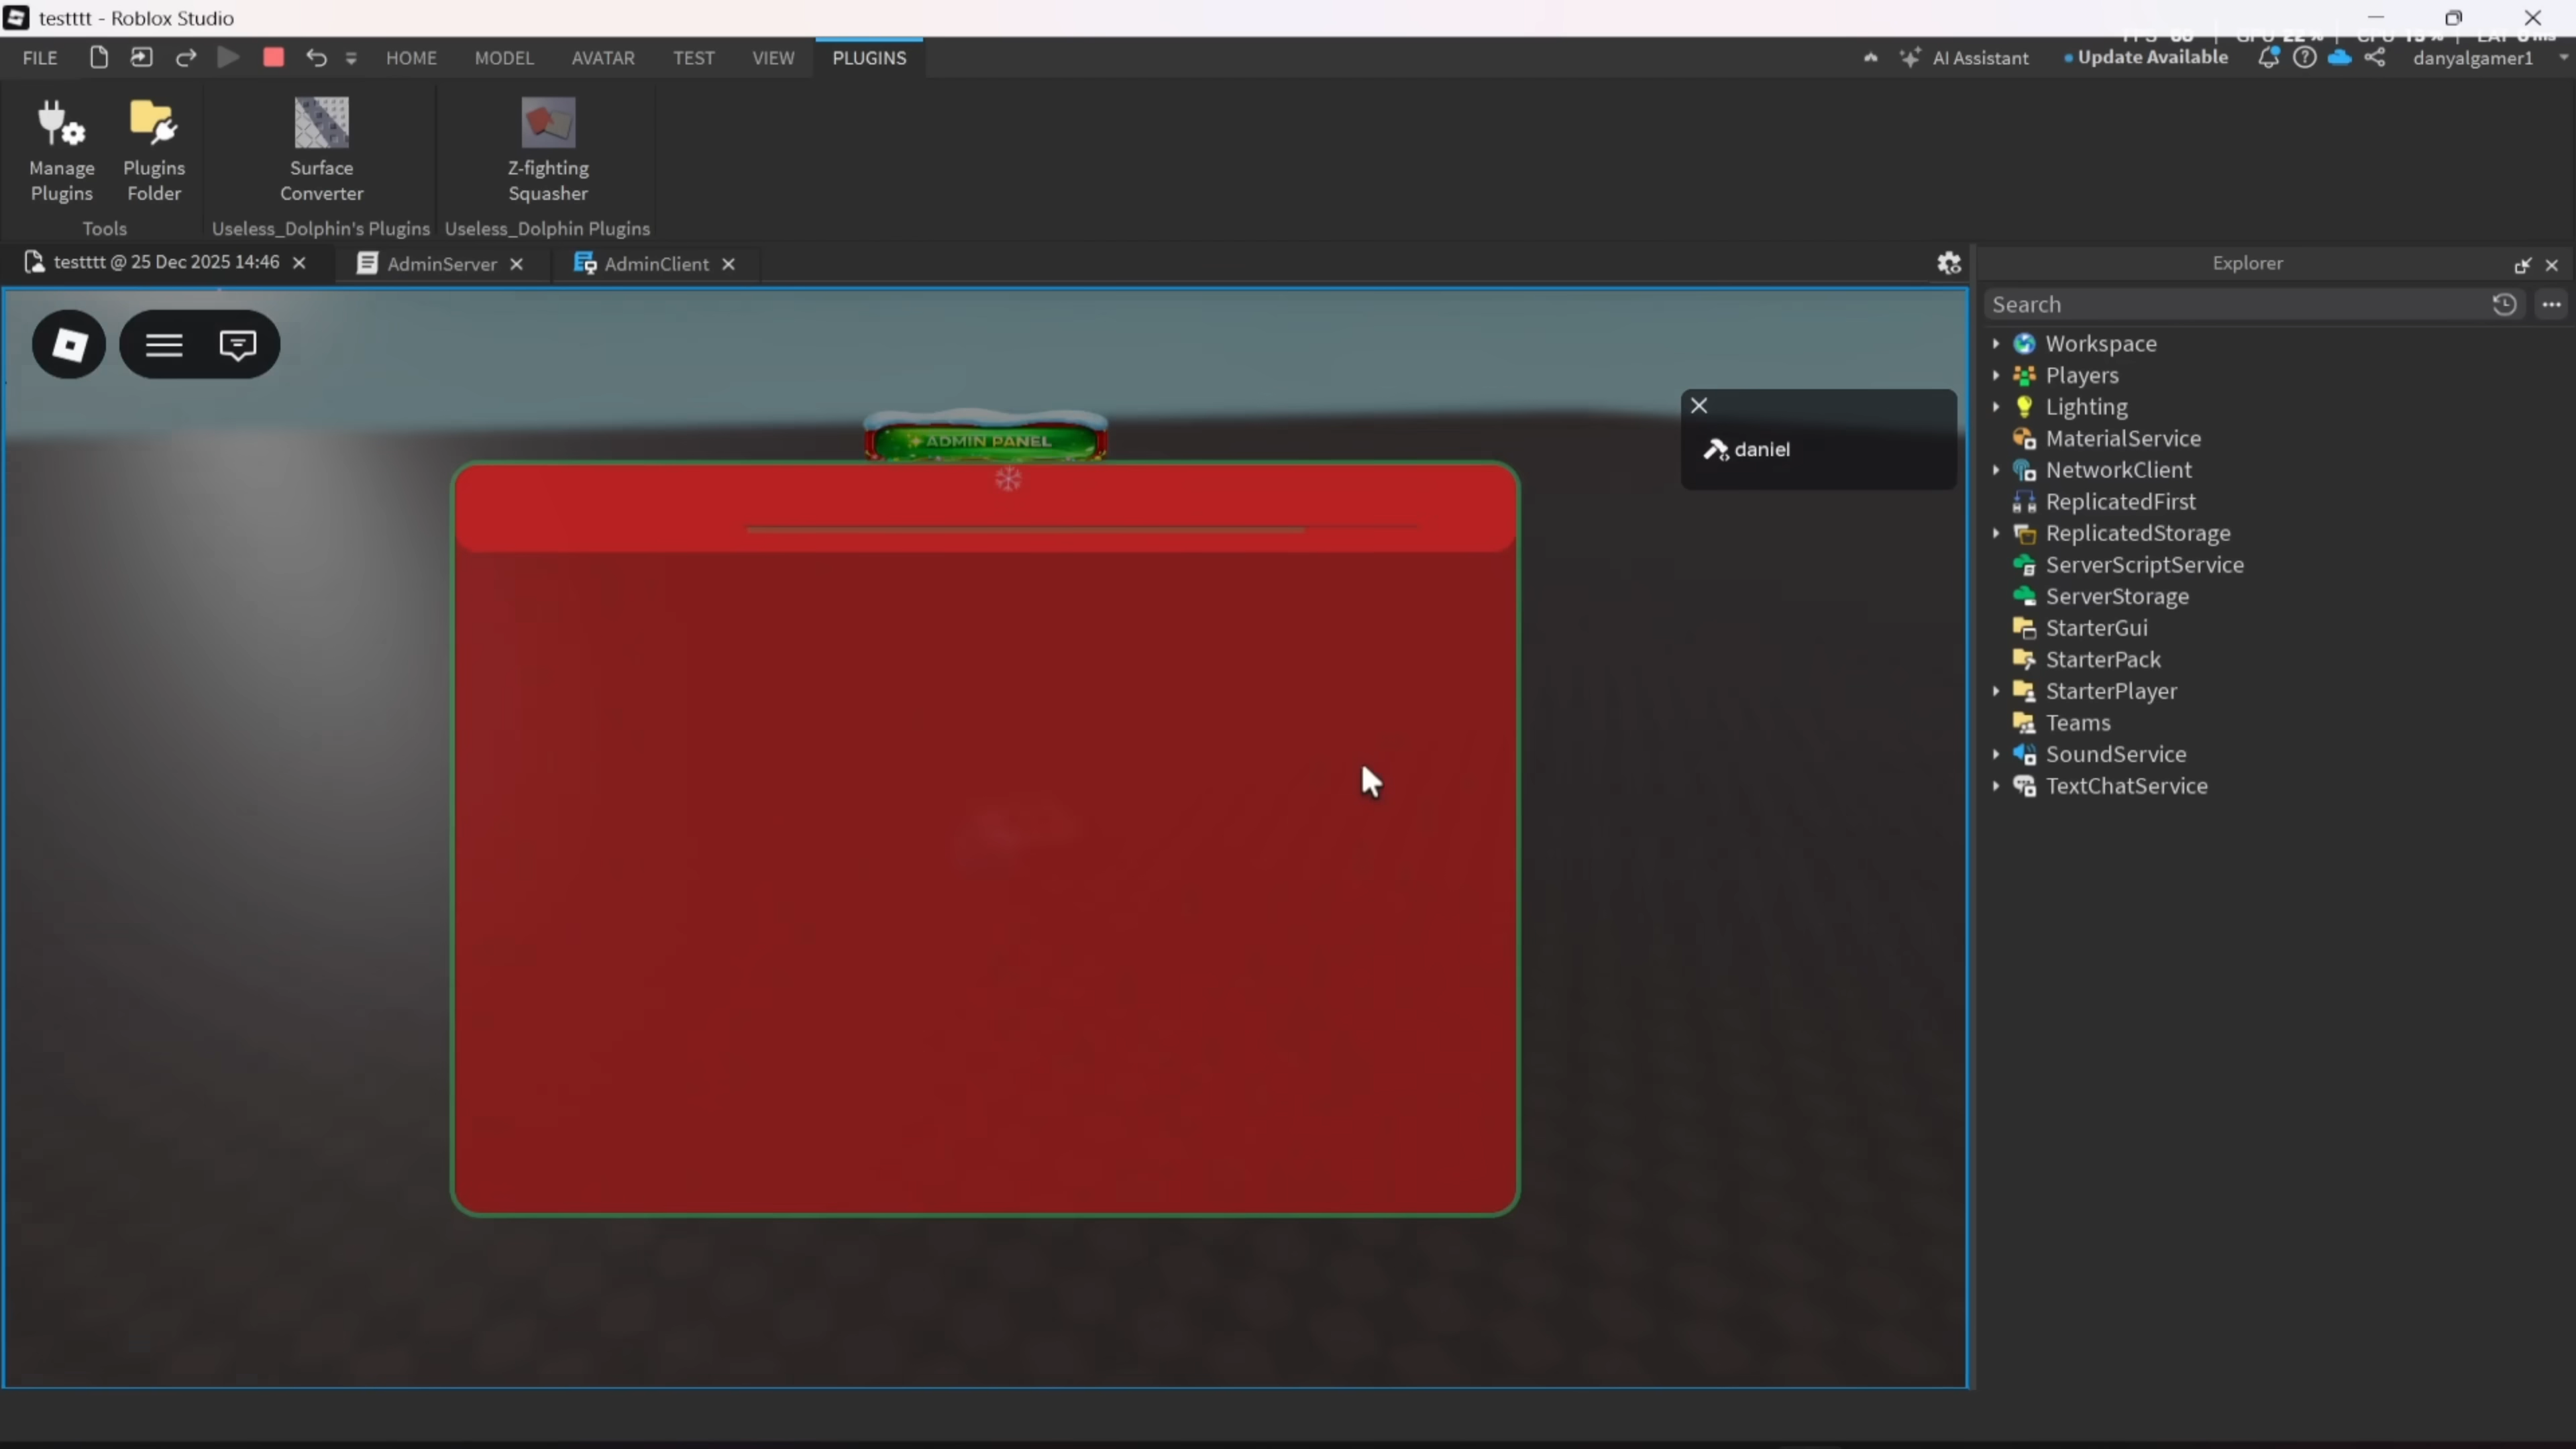 testttt - Roblox Studio
FILE HOME MODEL AVATAR TEST VIEW PLUGINS AI Assistant Update Available danyalgamer1
Manage Plugins
Plugins Folder
Surface Converter
Z-fighting Squasher
Tools
Useless_Dolphin's Plugins
Useless_Dolphin Plugins
testttt @ 25 Dec 2025 14:46
AdminServer
AdminClient
Explorer
Search
ADMIN PANEL
daniel
Workspace
Players
Lighting
MaterialService
NetworkClient
ReplicatedFirst
ReplicatedStorage
ServerScriptService
ServerStorage
StarterGui
StarterPack
StarterPlayer
Teams
SoundService
TextChatService